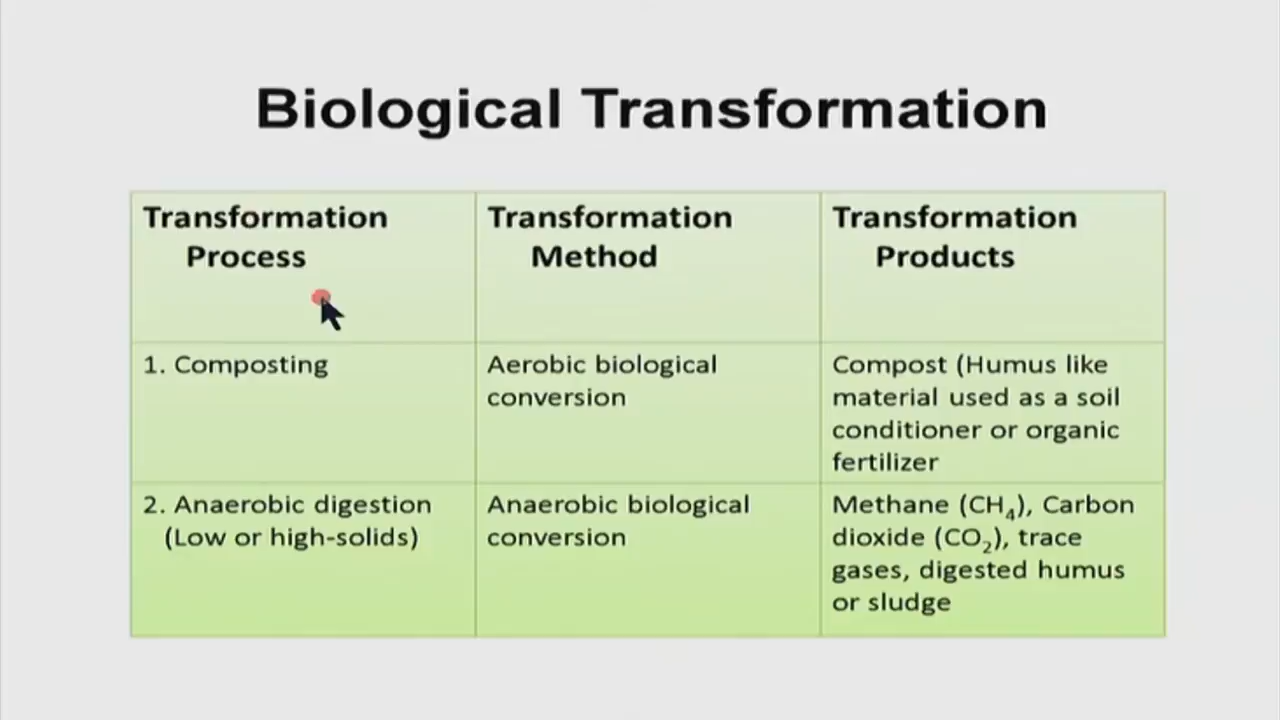 Biological Transformation
Transformation
Process
Transformation
Method
Transformation
Products
1. Composting
Aerobic biological
conversion
Compost (Humus like
material used as a soil
conditioner or organic
fertilizer
2. Anaerobic digestion
(Low or high-solids)
Anaerobic biological
conversion
Methane (CH₄), Carbon
dioxide (CO₂), trace
gases, digested humus
or sludge